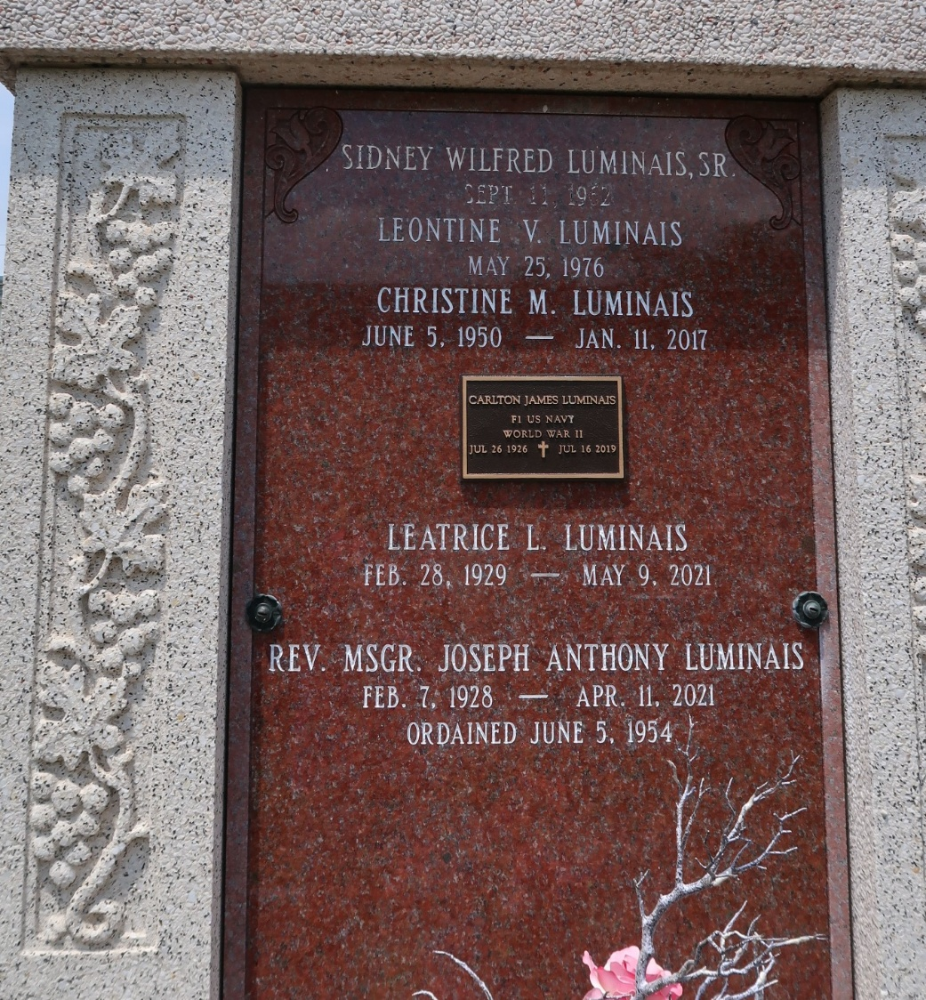 SIDNEY WILFRED LUMINAIS, SR.
SEPT. 11, 1962
LEONTINE V. LUMINAIS
MAY 25, 1976
CHRISTINE M. LUMINAIS
JUNE 5, 1950 — JAN. 11, 2017
CARLTON JAMES LUMINAIS
F1 US NAVY
WORLD WAR II
JUL 26 1926 JUL 16 2019
LEATRICE L. LUMINAIS
FEB. 28, 1929 — MAY 9, 2021
REV. MSGR. JOSEPH ANTHONY LUMINAIS
FEB. 7, 1928 — APR. 11, 2021
ORDAINED JUNE 5, 1954